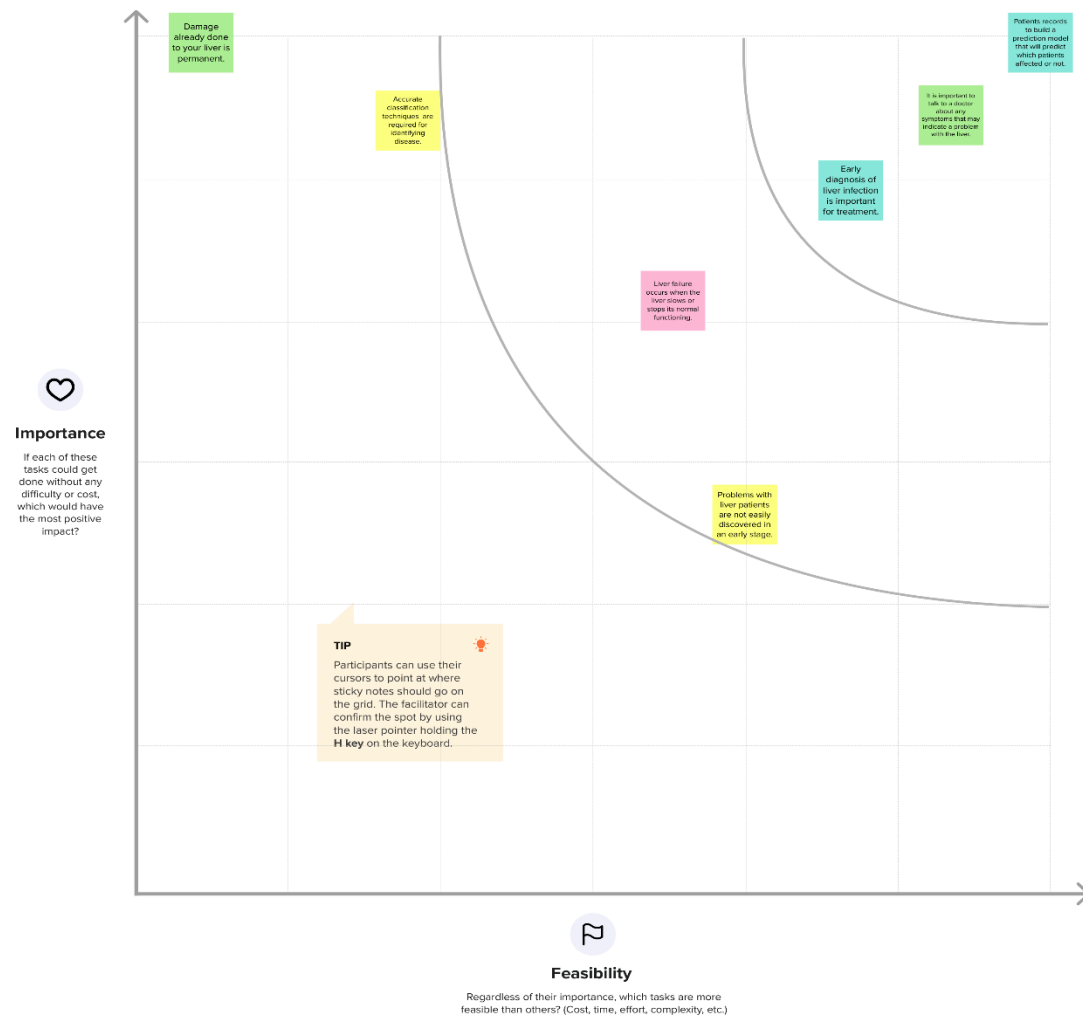 Damage
already done
to your liver is
permanent.
Patients records
to build a
prediction model
that will predict
which patients
affected or not.
Accurate
classification
techniques are
required for
identifying
disease.
It is important to
talk to a doctor
about any
symptoms that may
indicate a problem
with the liver.
Early
diagnosis of
liver infection
is important
for treatment.
Liver failure
occurs when the
liver slows or
stops its normal
functioning.
Importance
If each of these
tasks could get
done without any
difficulty or cost,
which would have
the most positive
impact?
Problems with
liver patients
are not easily
discovered in
an early stage.
TIP
Participants can use their
cursors to point at where
sticky notes should go on
the grid. The facilitator can
confirm the spot by using
the laser pointer holding the
H key on the keyboard.
Feasibility
Regardless of their importance, which tasks are more
feasible than others? (Cost, time, effort, complexity, etc.)